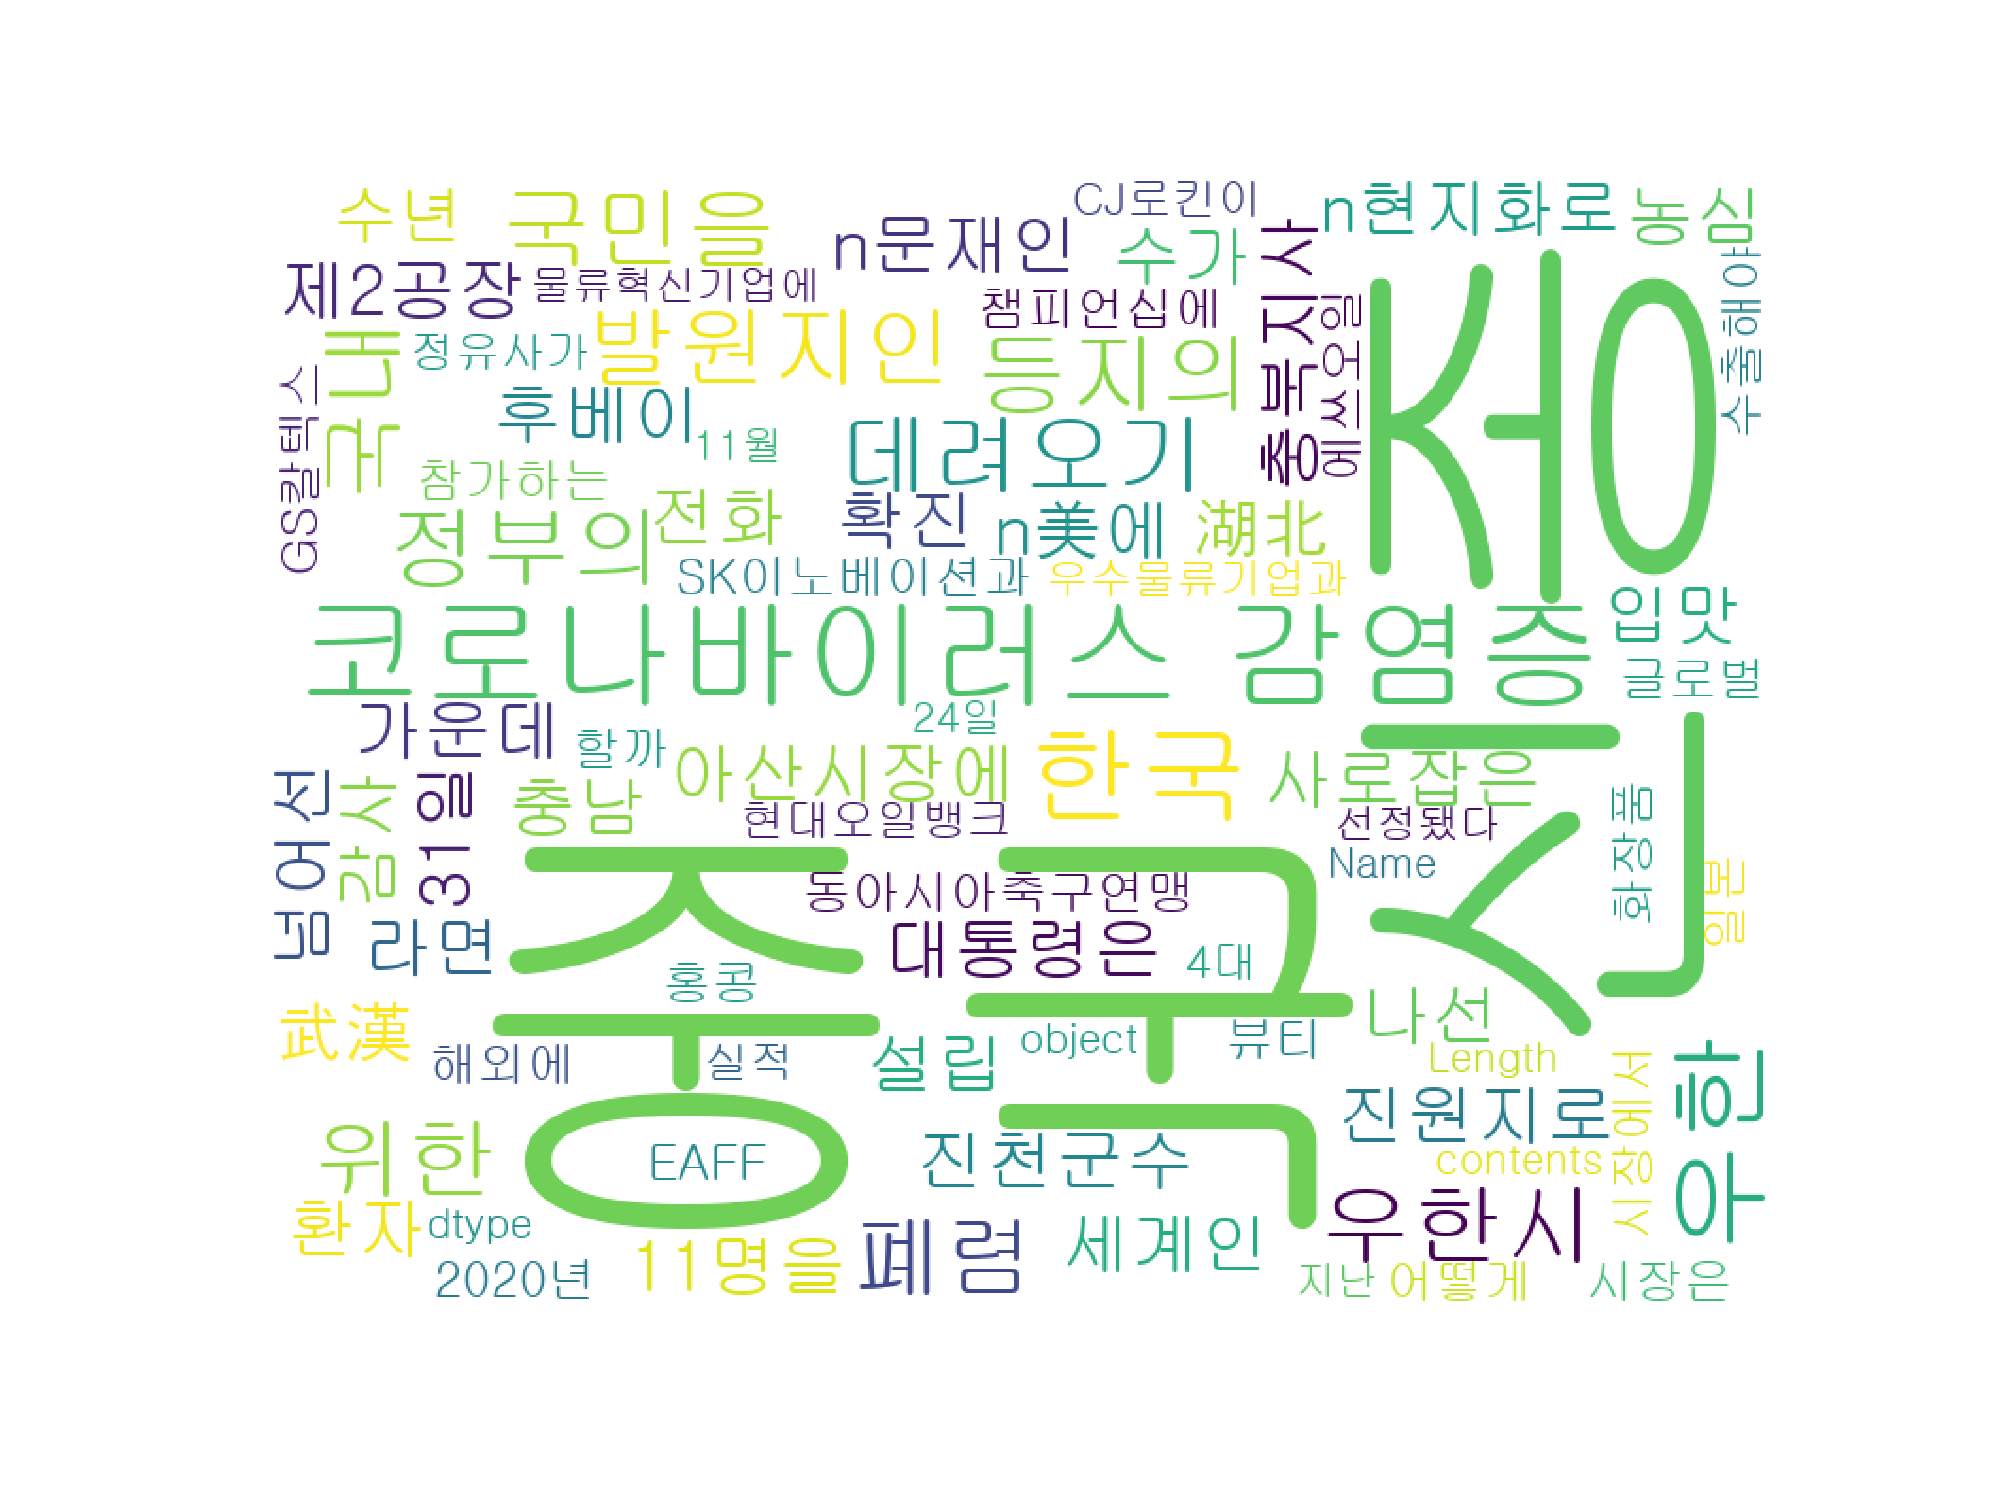 수년
국민을
n문재인
CJ로킨이
수가
n현지화로
농심
제2공장
물류혁신기업에
챔피언십에
충북지사
에쓰오일
신종
수출해야
국내
정유사가
발원지인
등지의
GS칼텍스
후베이
11월
데려오기
참가하는
정부의
전화
확진
n美에
湖北
SK이노베이션과
우수물류기업과
코로나바이러스 감염증
입맛
글로벌
가운데
24일
할까
아산시장에
한국
사로잡은
넘어선
감사
31일
충남
현대오일뱅크
선정됐다
화장품
일본
중국
동아시아축구연맹
Name
라면
대통령은
4대
홍콩
武漢
해외에
실적
설립
object
뷰티
나선
Length
시장에서
우한
위한
EAFF
진천군수
진원지로
contents
환자
dtype
2020년
11명을
폐렴
세계인
우한시
지난
어떻게
시장은